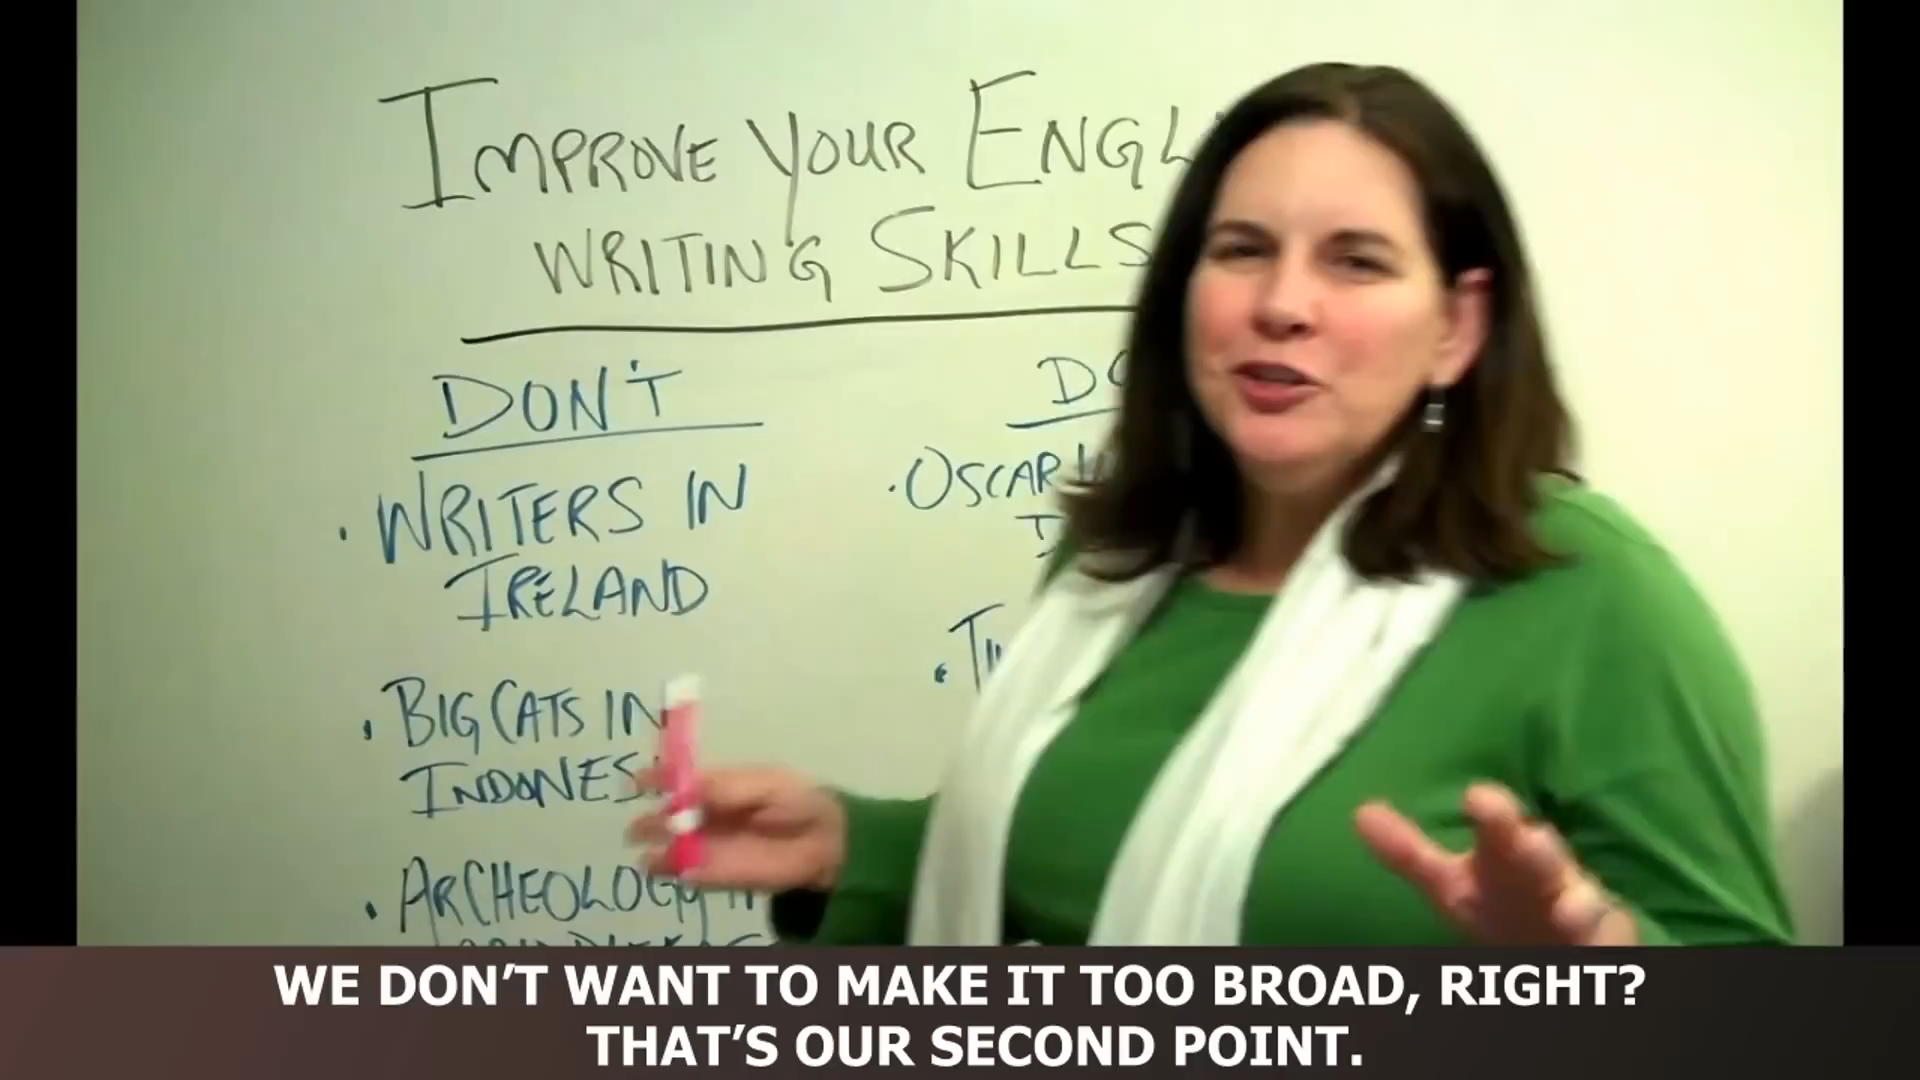 IMPROVE YOUR ENGL
WRITING SKILLS
DON'T
• WRITERS IN
IRELAND
• BIG CATS IN
INDONES
• ARCHEOLOGY
DO
• OSCAR
WE DON'T WANT TO MAKE IT TOO BROAD, RIGHT?
THAT'S OUR SECOND POINT.